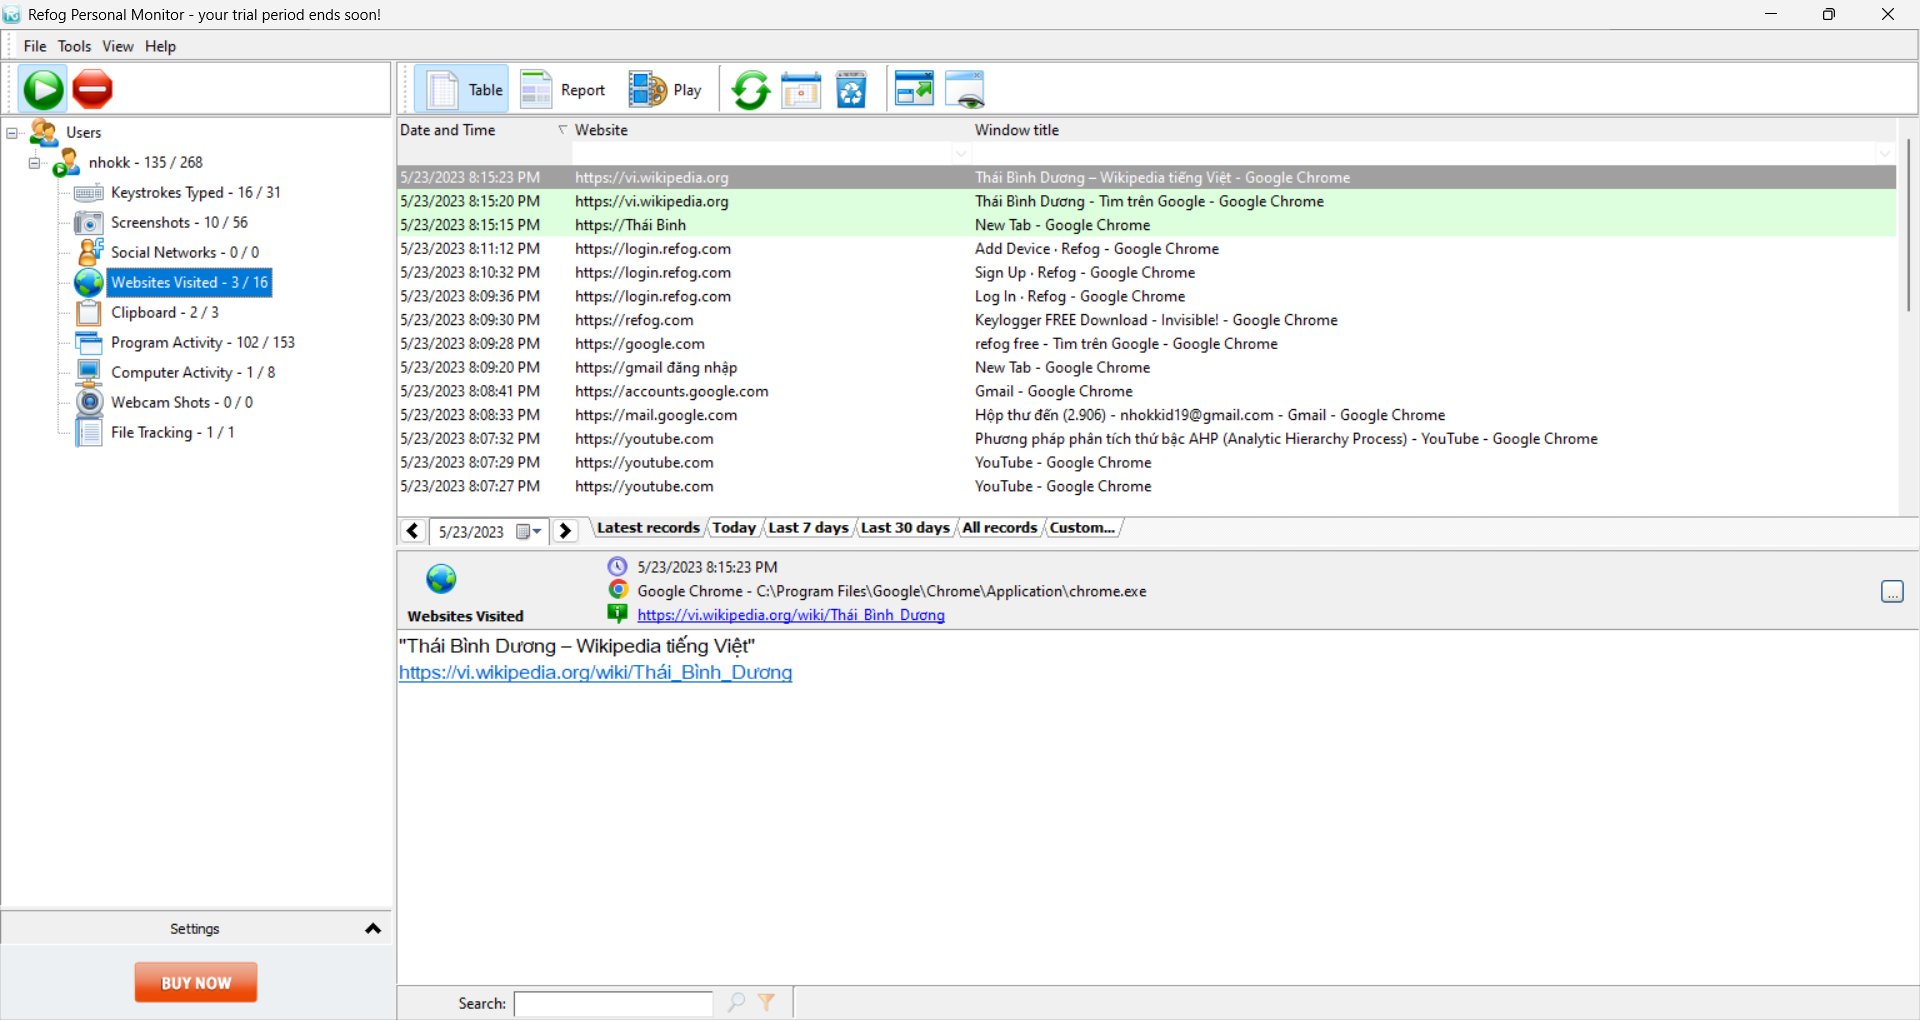 Refog Personal Monitor - your trial period ends soon!
File Tools View Help
Table Report Play
Users
nhokk - 135 / 268
Keystrokes Typed - 16 / 31
Screenshots - 10 / 56
Social Networks - 0 / 0
Websites Visited - 3 / 16
Clipboard - 2 / 3
Program Activity - 102 / 153
Computer Activity - 1 / 8
Webcam Shots - 0 / 0
File Tracking - 1 / 1
Settings
BUY NOW
Date and Time Website Window title
5/23/2023 8:15:23 PM https://vi.wikipedia.org Thái Bình Dương – Wikipedia tiếng Việt - Google Chrome
5/23/2023 8:15:20 PM https://vi.wikipedia.org Thái Bình Dương - Tìm trên Google - Google Chrome
5/23/2023 8:15:15 PM https://Thái Bình New Tab - Google Chrome
5/23/2023 8:11:12 PM https://login.refog.com Add Device · Refog - Google Chrome
5/23/2023 8:10:32 PM https://login.refog.com Sign Up · Refog - Google Chrome
5/23/2023 8:09:36 PM https://login.refog.com Log In · Refog - Google Chrome
5/23/2023 8:09:30 PM https://refog.com Keylogger FREE Download - Invisible! - Google Chrome
5/23/2023 8:09:28 PM https://google.com refog free - Tìm trên Google - Google Chrome
5/23/2023 8:09:20 PM https://gmail đăng nhập New Tab - Google Chrome
5/23/2023 8:08:41 PM https://accounts.google.com Gmail - Google Chrome
5/23/2023 8:08:33 PM https://mail.google.com Hộp thư đến (2.906) - nhokkid19@gmail.com - Gmail - Google Chrome
5/23/2023 8:07:32 PM https://youtube.com Phương pháp phân tích thứ bậc AHP (Analytic Hierarchy Process) - YouTube - Google Chrome
5/23/2023 8:07:29 PM https://youtube.com YouTube - Google Chrome
5/23/2023 8:07:27 PM https://youtube.com YouTube - Google Chrome
5/23/2023 Latest records Today Last 7 days Last 30 days All records Custom...
5/23/2023 8:15:23 PM
Google Chrome - C:\Program Files\Google\Chrome\Application\chrome.exe
Websites Visited https://vi.wikipedia.org/wiki/Thái_Bình_Dương
...
"Thái Bình Dương – Wikipedia tiếng Việt"
https://vi.wikipedia.org/wiki/Thái_Bình_Dương
Search: